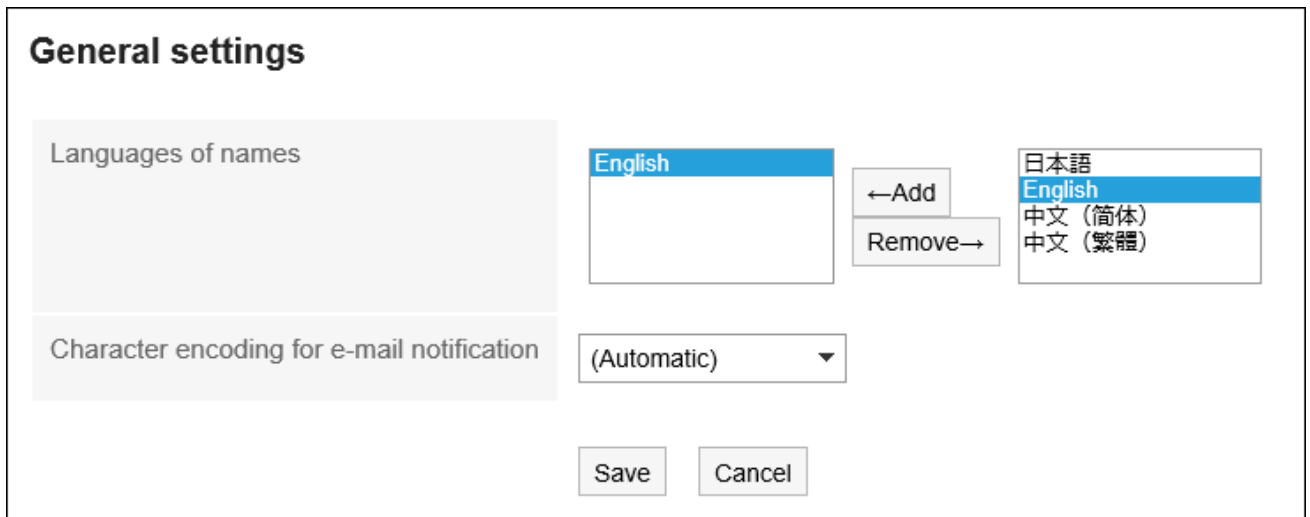 General settings
Languages of names
English
←Add
Remove→
日本語
English
中文（简体）
中文（繁體）
Character encoding for e-mail notification
(Automatic)
Save
Cancel